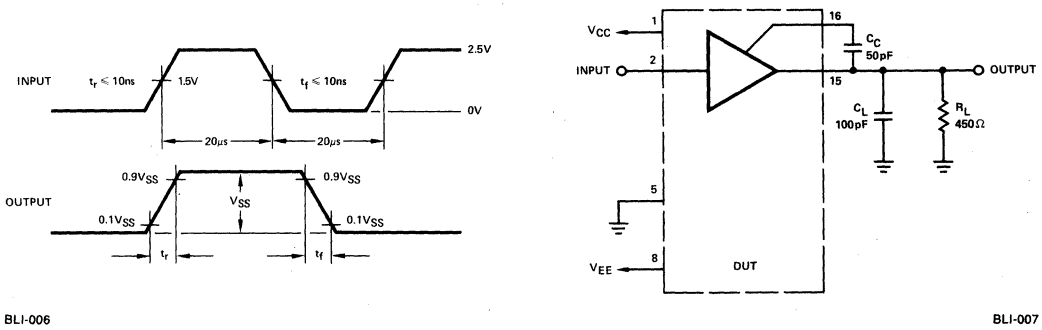 2.5V
INPUT
tr ≤ 10ns
1.5V
tf ≤ 10ns
0V
20μs
20μs
0.9VSS
0.9VSS
OUTPUT
VSS
0.1VSS
0.1VSS
tr
tf
BLI-006
1
VCC
16
CC
50pF
INPUT
2
15
OUTPUT
CL
100pF
RL
450Ω
5
VEE
8
DUT
BLI-007